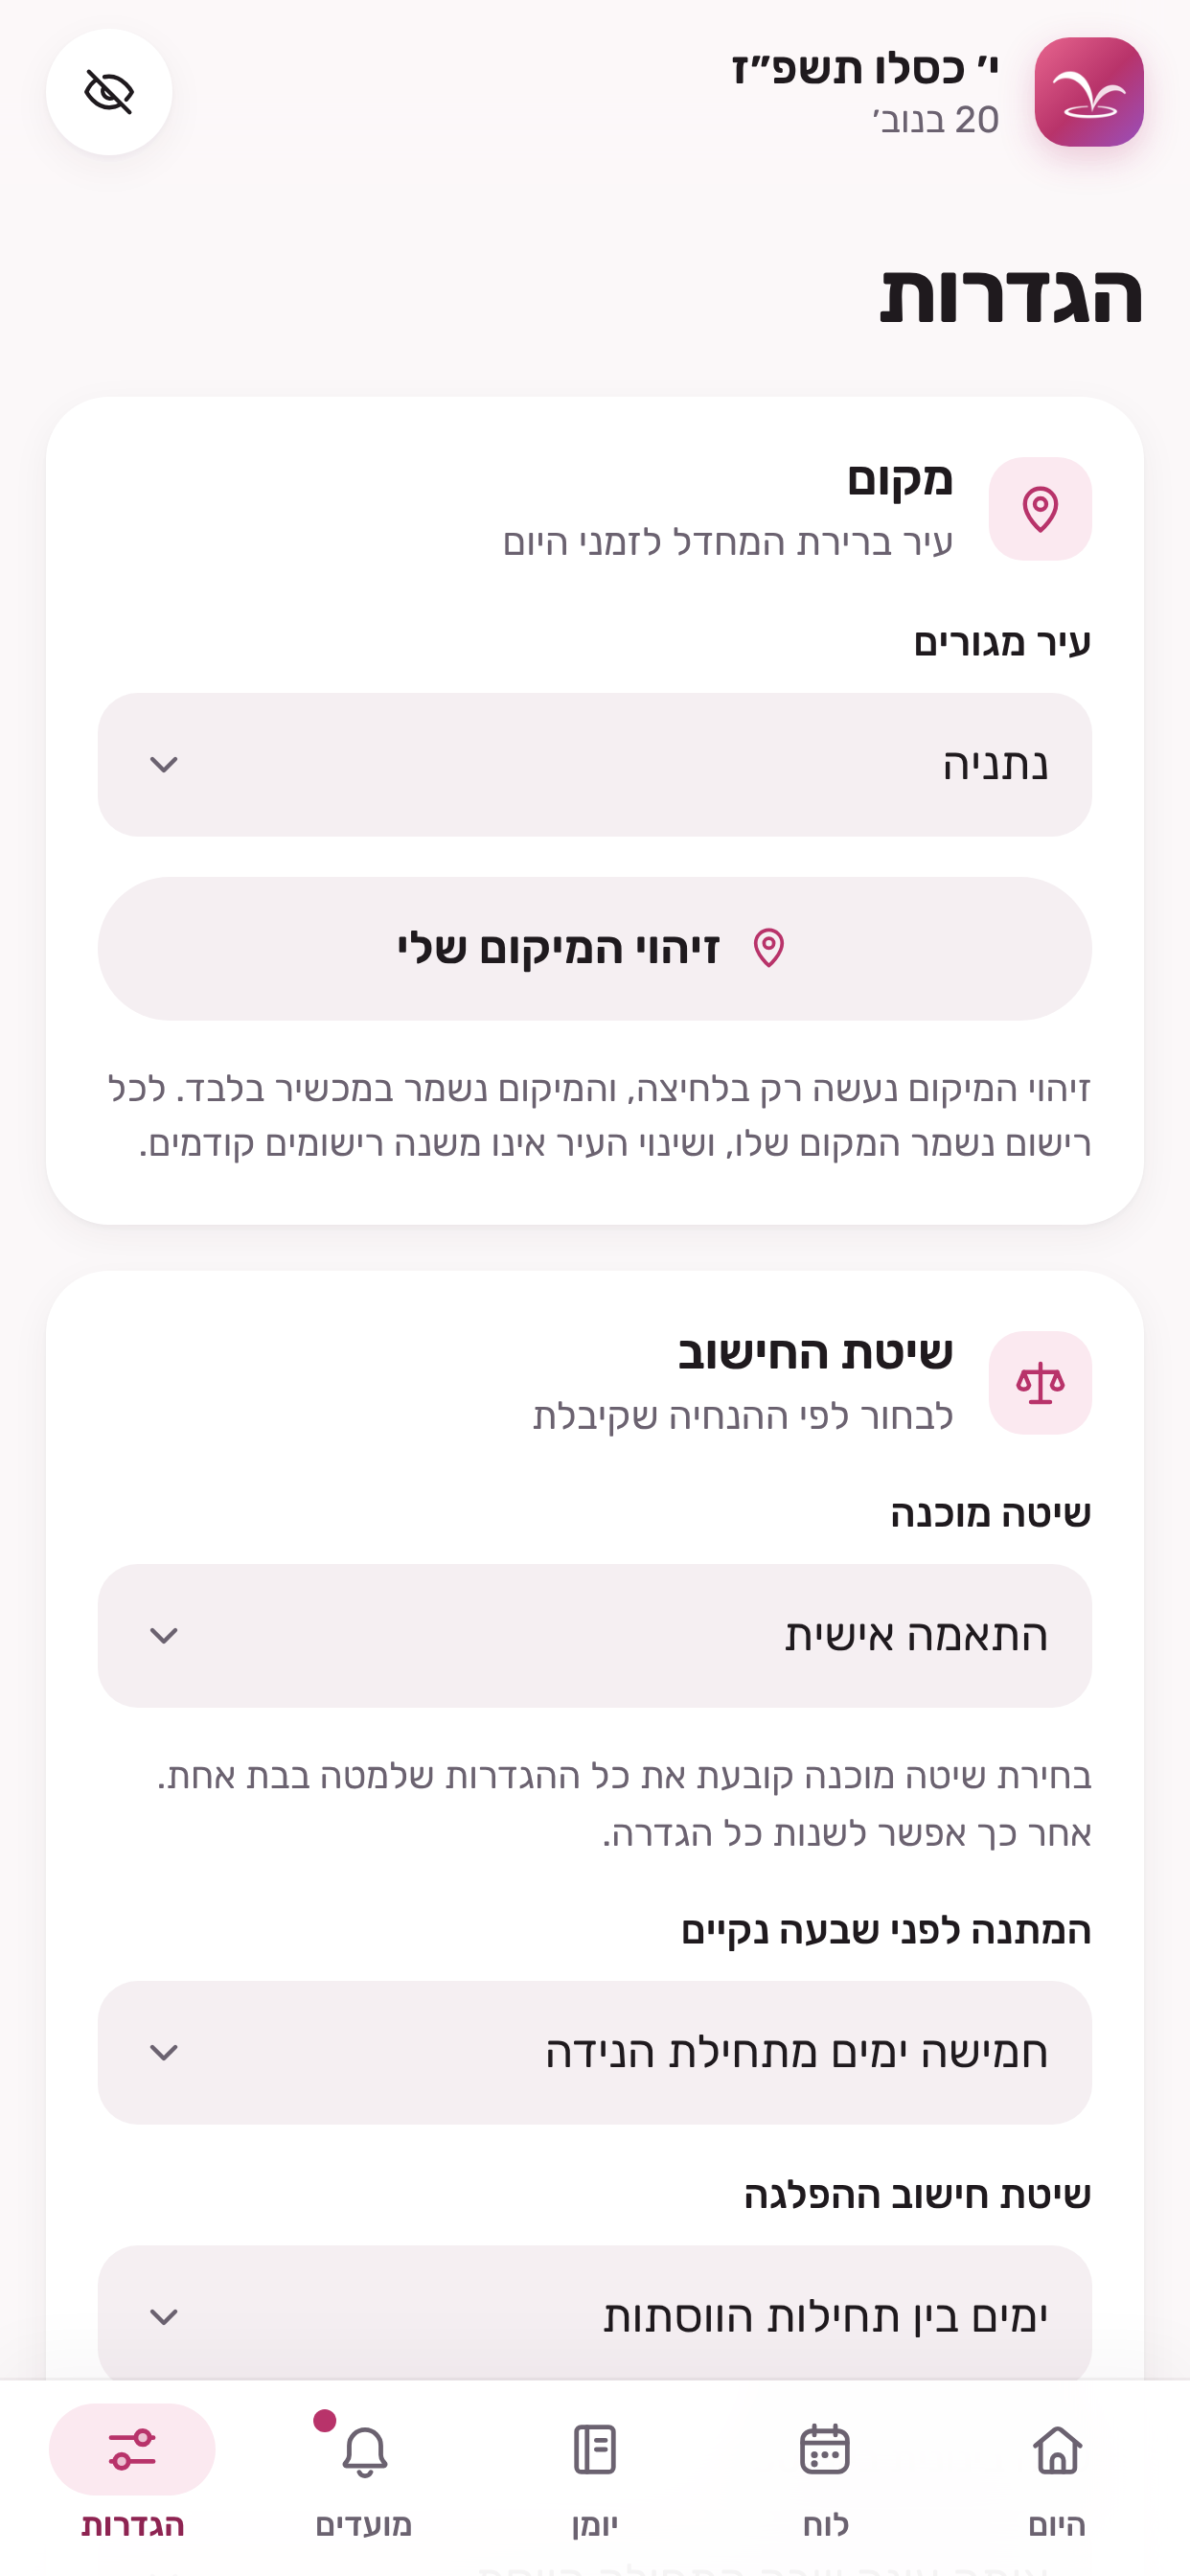 י׳ כסלו תשפ״ז
20 בנוב׳
הגדרות
מקום
עיר ברירת המחדל לזמני היום
עיר מגורים
נתניה
זיהוי המיקום שלי
זיהוי המיקום נעשה רק בלחיצה, והמיקום נשמר במכשיר בלבד. לכל
רישום נשמר המקום שלו, ושינוי העיר אינו משנה רישומים קודמים.
שיטת החישוב
לבחור לפי ההנחיה שקיבלת
שיטה מוכנה
התאמה אישית
בחירת שיטה מוכנה קובעת את כל ההגדרות שלמטה בבת אחת.
אחר כך אפשר לשנות כל הגדרה.
המתנה לפני שבעה נקיים
חמישה ימים מתחילת הנידה
שיטת חישוב ההפלגה
ימים בין תחילות הווסתות
היום
לוח
יומן
מועדים
הגדרות